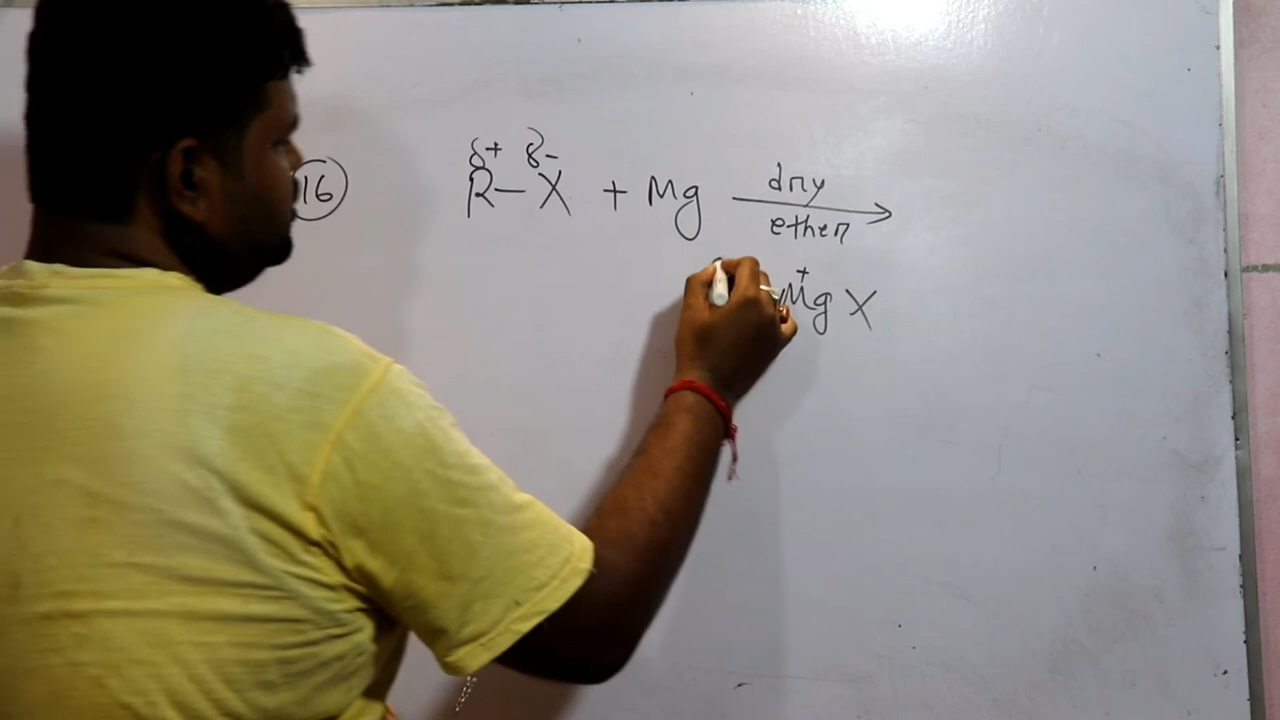 δ+ δ-
16 R-X + Mg dry
ether
+
Mg X